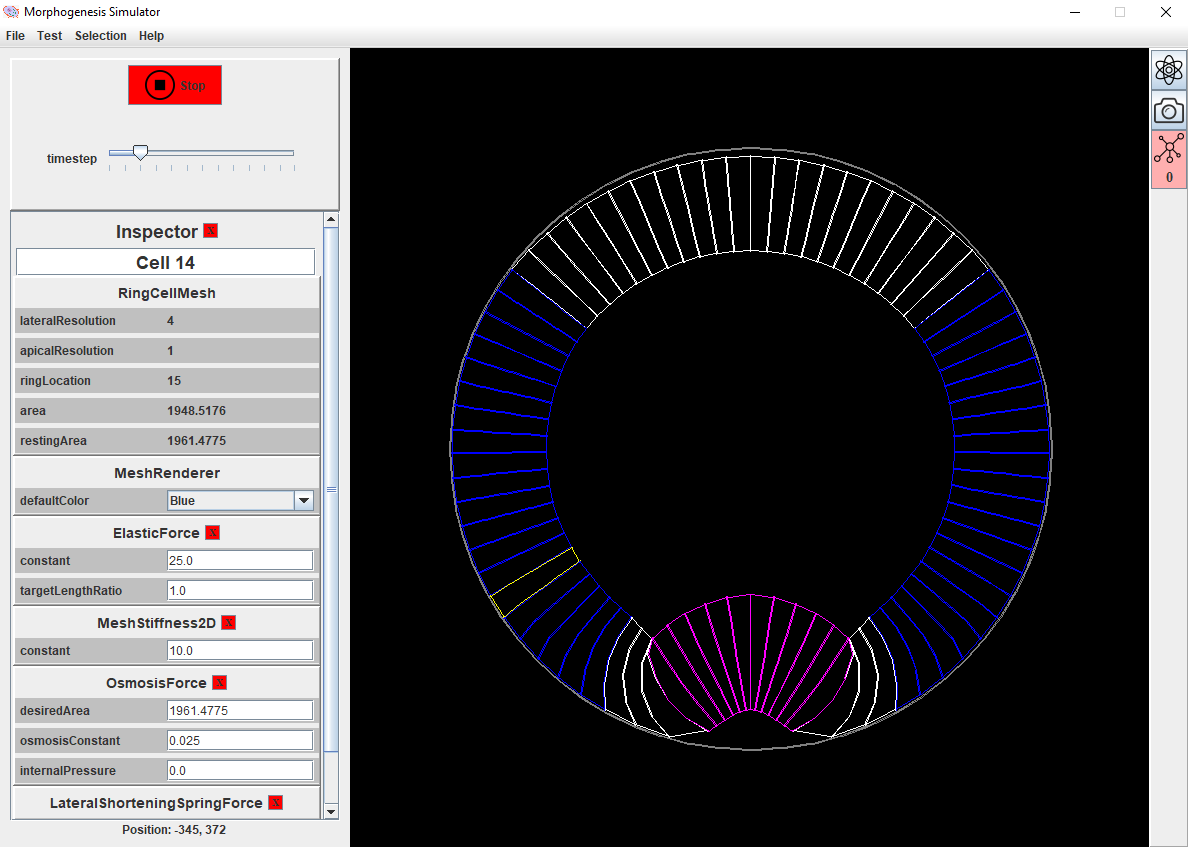 Morphogenesis Simulator
File Test Selection Help
Stop
timestep
Inspector X
Cell 14
RingCellMesh
lateralResolution 4
apicalResolution 1
ringLocation 15
area 1948.5176
restingArea 1961.4775
MeshRenderer
defaultColor Blue
ElasticForce X
constant 25.0
targetLengthRatio 1.0
MeshStiffness2D X
constant 10.0
OsmosisForce X
desiredArea 1961.4775
osmosisConstant 0.025
internalPressure 0.0
LateralShorteningSpringForce X
Position: -345, 372
0